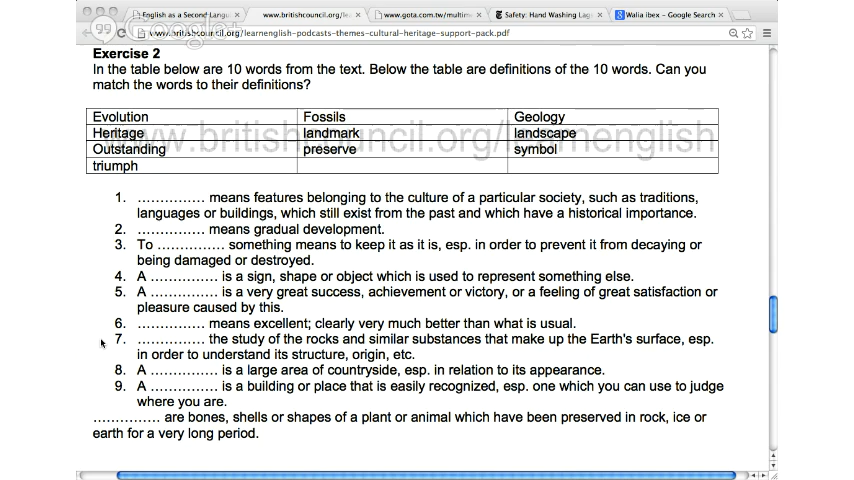 English as a Second Langu
www.britishcouncil.org/le
www.gota.com.tw/multime
Safety: Hand Washing Lag
Walia ibex - Google Search
Google+
www.britishcouncil.org/learnenglish-podcasts-themes-cultural-heritage-support-pack.pdf
Exercise 2
In the table below are 10 words from the text. Below the table are definitions of the 10 words. Can you
match the words to their definitions?
Evolution Fossils Geology
Heritage landmark landscape
Outstanding preserve symbol
triumph
www.britishcouncil.org/learnenglish
1. .............. means features belonging to the culture of a particular society, such as traditions,
languages or buildings, which still exist from the past and which have a historical importance.
2. .............. means gradual development.
3. To .............. something means to keep it as it is, esp. in order to prevent it from decaying or
being damaged or destroyed.
4. A .............. is a sign, shape or object which is used to represent something else.
5. A .............. is a very great success, achievement or victory, or a feeling of great satisfaction or
pleasure caused by this.
6. .............. means excellent; clearly very much better than what is usual.
7. .............. the study of the rocks and similar substances that make up the Earth's surface, esp.
in order to understand its structure, origin, etc.
8. A .............. is a large area of countryside, esp. in relation to its appearance.
9. A .............. is a building or place that is easily recognized, esp. one which you can use to judge
where you are.
.............. are bones, shells or shapes of a plant or animal which have been preserved in rock, ice or
earth for a very long period.